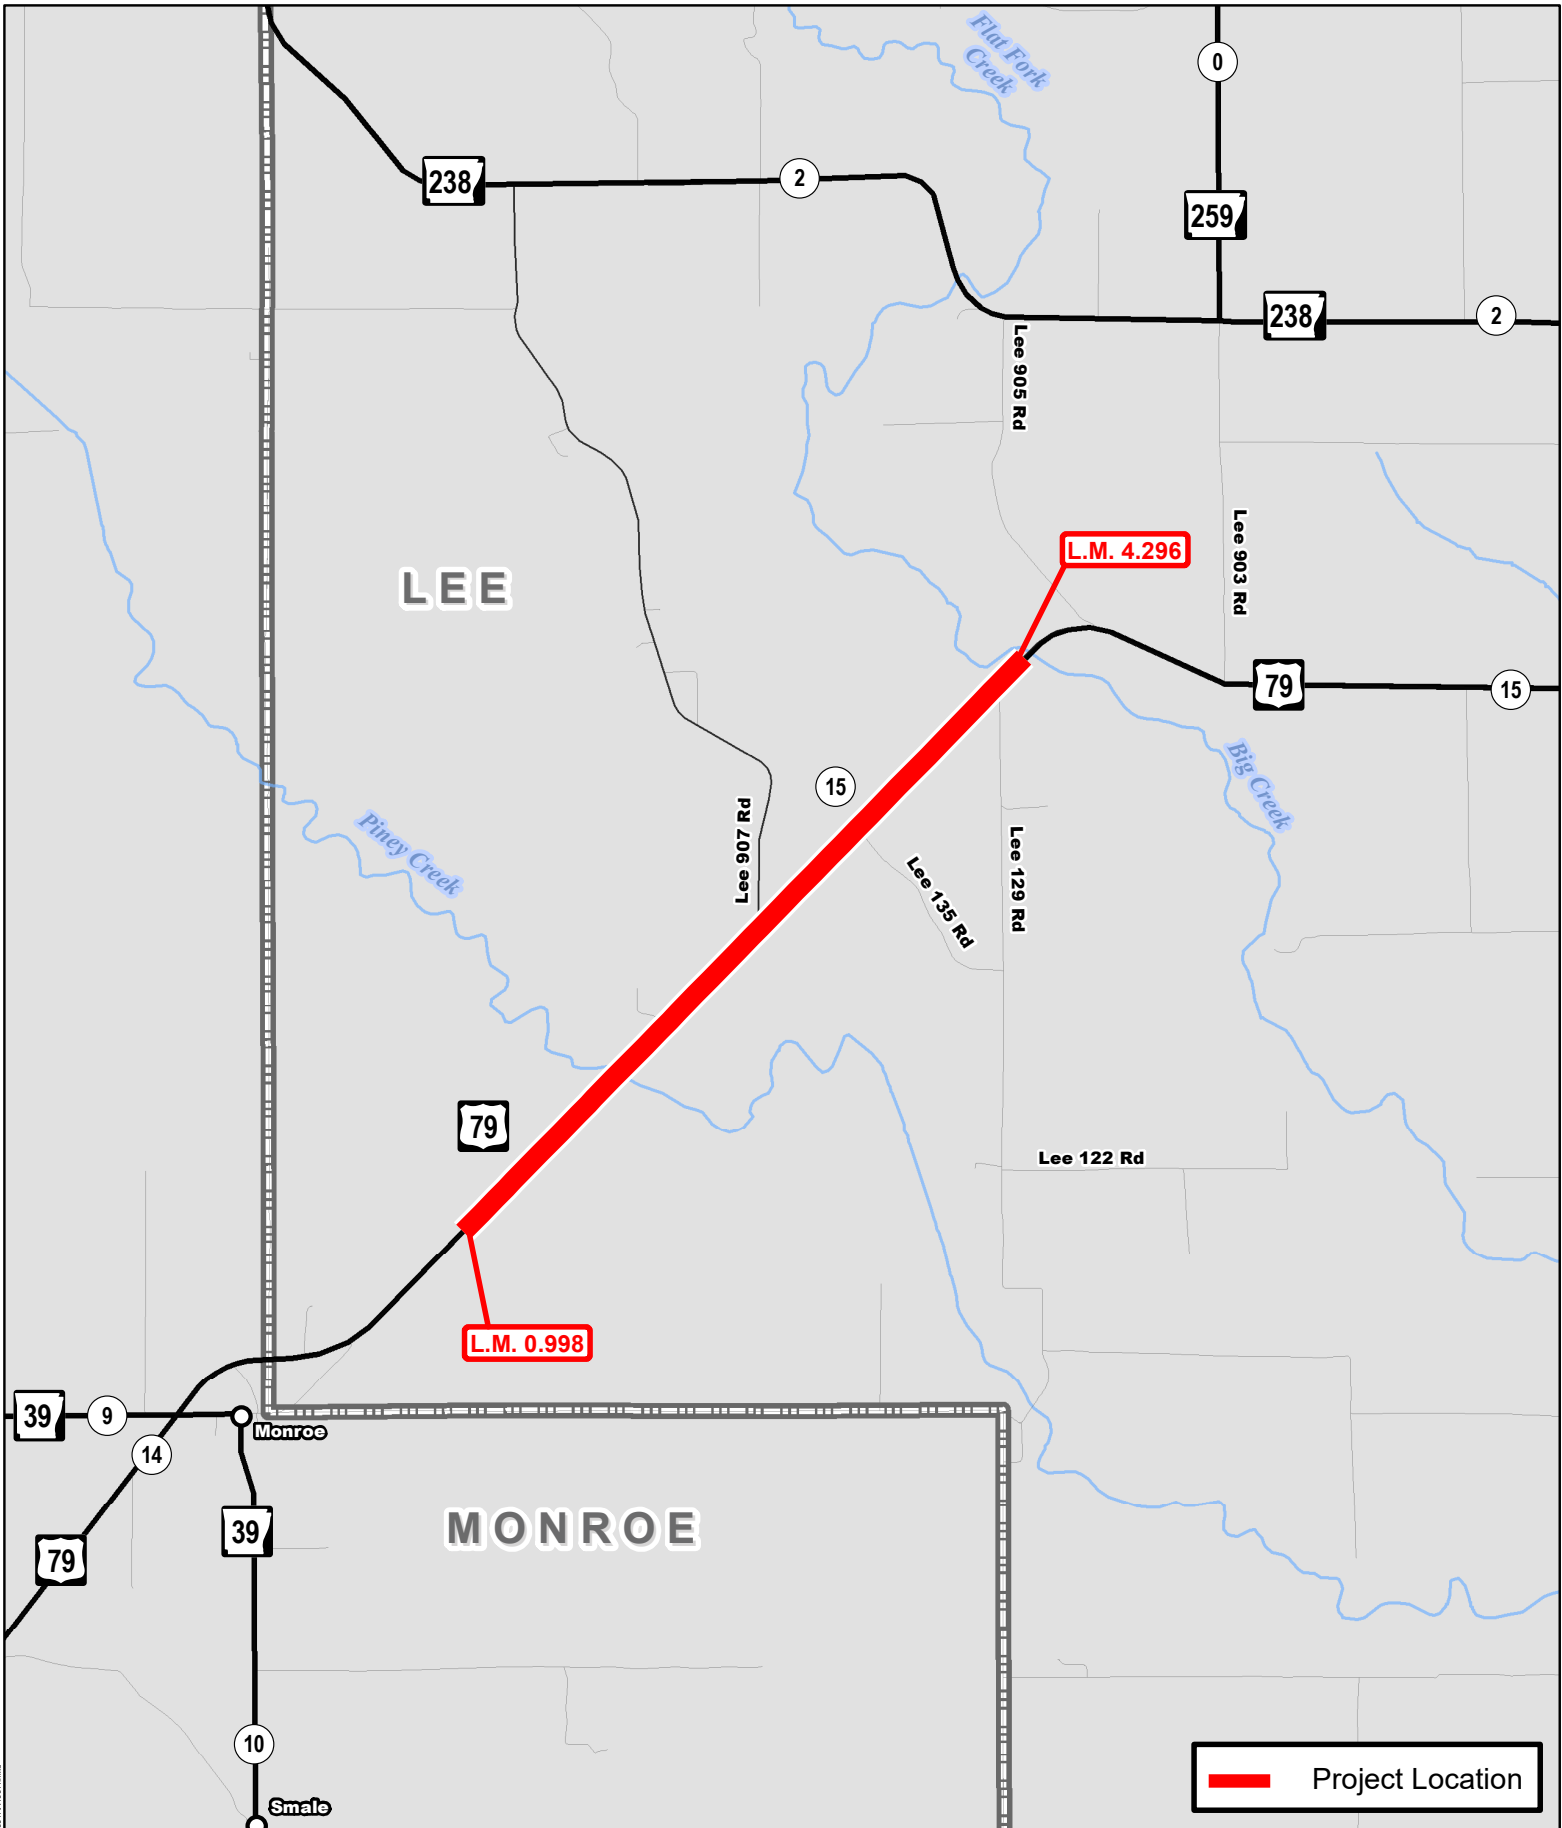 Flat Fork
Creek
0
238
2
259
238
2
Lee 905 Rd
Lee 903 Rd
L.M. 4.296
LEE
79
15
Big Creek
15
Piney Creek
Lee 907 Rd
Lee 135 Rd
Lee 129 Rd
79
Lee 122 Rd
L.M. 0.998
39
9
Monroe
14
39
MONROE
79
10
Smale
Project Location